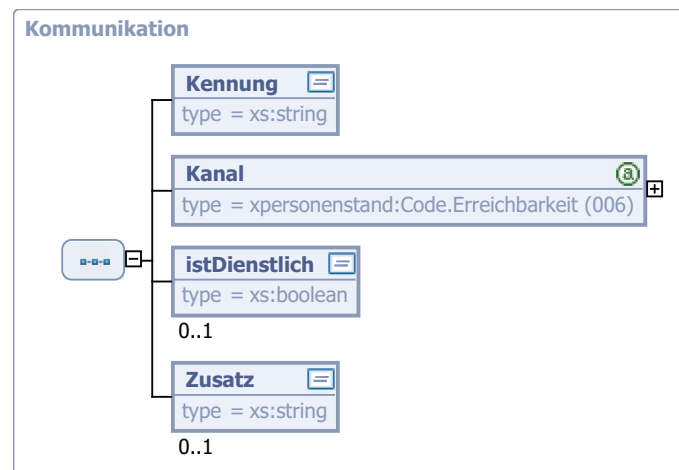 Kommunikation
Kennung
type = xs:string
Kanal
type = xpersonenstand:Code.Erreichbarkeit (006)
istDienstlich
type = xs:boolean
0..1
Zusatz
type = xs:string
0..1